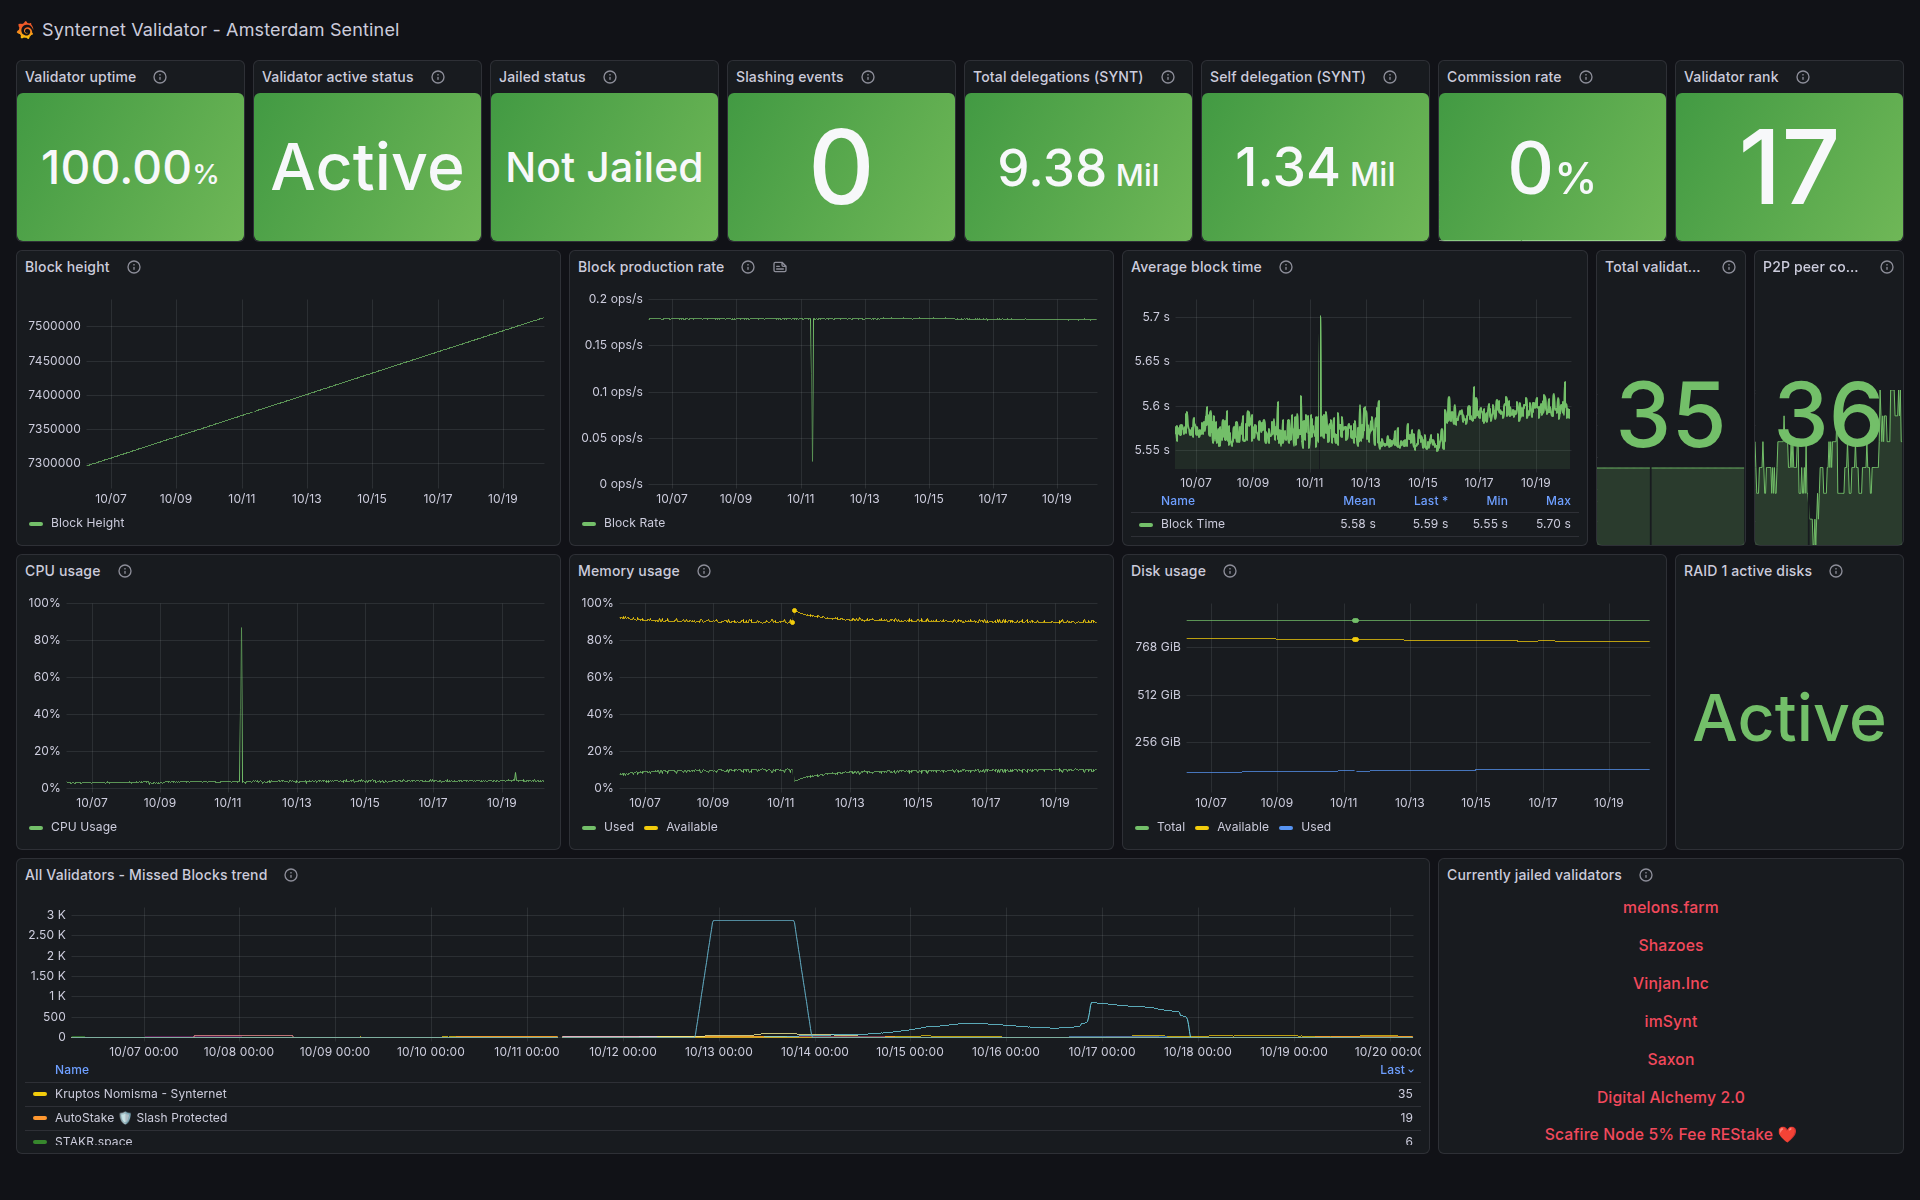 Synternet Validator - Amsterdam Sentinel
Validator uptime
100.00%
Validator active status
Active
Jailed status
Not Jailed
Slashing events
0
Total delegations (SYNT)
9.38 Mil
Self delegation (SYNT)
1.34 Mil
Commission rate
0%
Validator rank
17
Block height
7500000
7450000
7400000
7350000
7300000
10/07 10/09 10/11 10/13 10/15 10/17 10/19
Block Height
Block production rate
0.2 ops/s
0.15 ops/s
0.1 ops/s
0.05 ops/s
0 ops/s
10/07 10/09 10/11 10/13 10/15 10/17 10/19
Block Rate
Average block time
5.7 s
5.65 s
5.6 s
5.55 s
10/07 10/09 10/11 10/13 10/15 10/17 10/19
Name Mean Last * Min Max
Block Time 5.58 s 5.59 s 5.55 s 5.70 s
Total validat...
35
P2P peer co...
36
CPU usage
100%
80%
60%
40%
20%
0%
10/07 10/09 10/11 10/13 10/15 10/17 10/19
CPU Usage
Memory usage
100%
80%
60%
40%
20%
0%
10/07 10/09 10/11 10/13 10/15 10/17 10/19
Used Available
Disk usage
768 GiB
512 GiB
256 GiB
10/07 10/09 10/11 10/13 10/15 10/17 10/19
Total Available Used
RAID 1 active disks
Active
All Validators - Missed Blocks trend
3 K
2.50 K
2 K
1.50 K
1 K
500
0
10/07 00:00 10/08 00:00 10/09 00:00 10/10 00:00 10/11 00:00 10/12 00:00 10/13 00:00 10/14 00:00 10/15 00:00 10/16 00:00 10/17 00:00 10/18 00:00 10/19 00:00 10/20 00:00
Name Last
Kruptos Nomisma - Synternet 35
AutoStake 🛡️ Slash Protected 19
STAKR.space 6
Currently jailed validators
melons.farm
Shazoes
Vinjan.Inc
imSynt
Saxon
Digital Alchemy 2.0
Scafire Node 5% Fee REStake ❤️